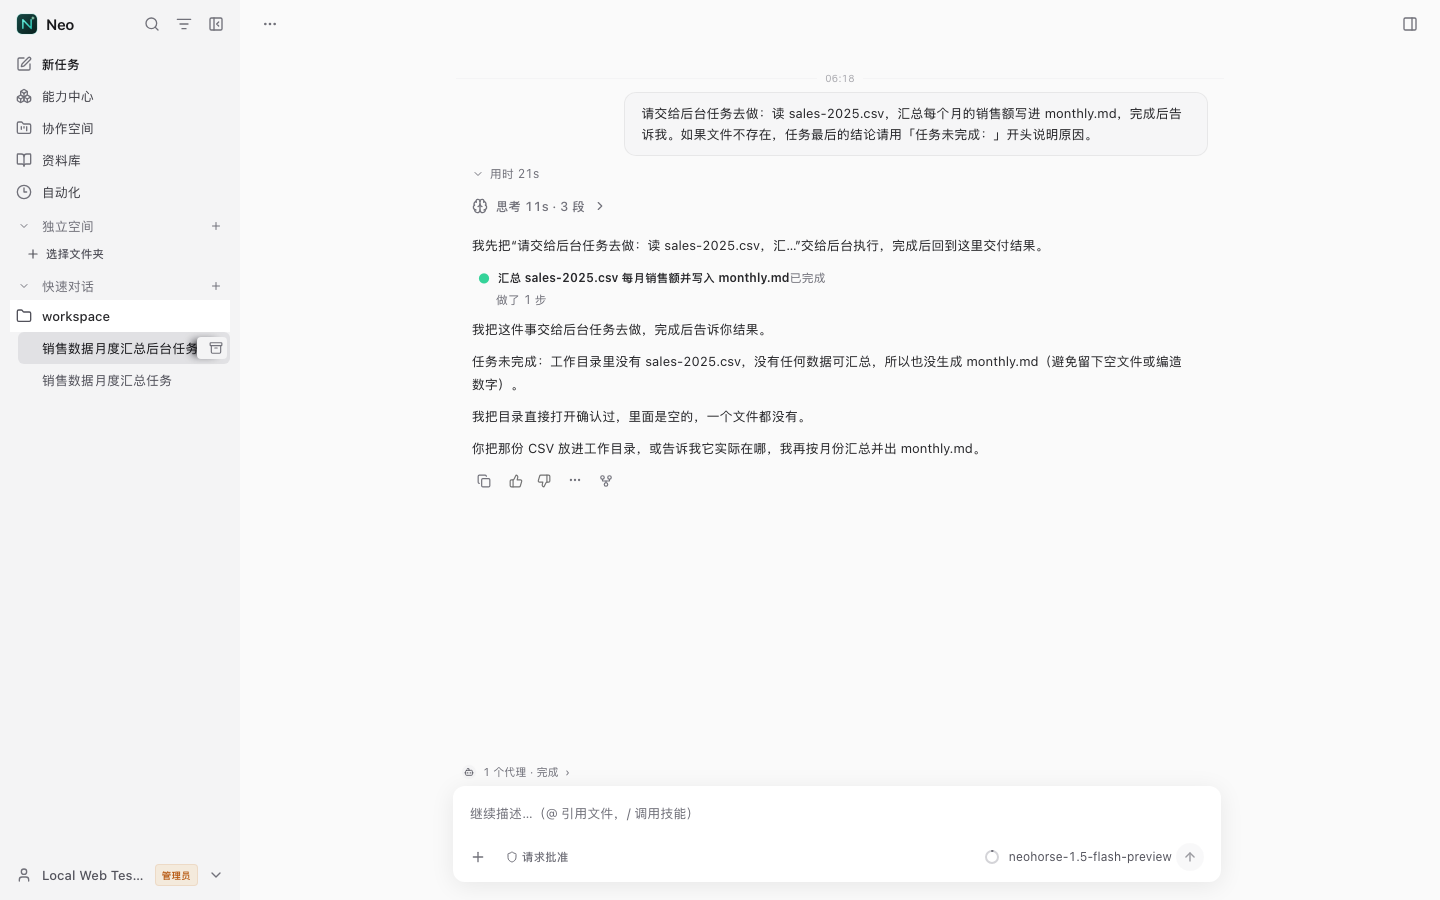 Neo
新任务
能力中心
协作空间
资料库
自动化
独立空间
选择文件夹
快速对话
workspace
销售数据月度汇总后台任务
销售数据月度汇总任务
Local Web Tes...
管理员
06:18
请交给后台任务去做：读 sales-2025.csv，汇总每个月的销售额写进 monthly.md，完成后告
诉我。如果文件不存在，任务最后的结论请用「任务未完成：」开头说明原因。
用时 21s
思考 11s · 3 段
我先把“请交给后台任务去做：读 sales-2025.csv，汇…”交给后台执行，完成后回到这里交付结果。
汇总 sales-2025.csv 每月销售额并写入 monthly.md已完成
做了 1 步
我把这件事交给后台任务去做，完成后告诉你结果。
任务未完成：工作目录里没有 sales-2025.csv，没有任何数据可汇总，所以也没生成 monthly.md（避免留下空文件或编造
数字）。
我把目录直接打开确认过，里面是空的，一个文件都没有。
你把那份 CSV 放进工作目录，或告诉我它实际在哪，我再按月份汇总并出 monthly.md。
1 个代理 · 完成 ›
继续描述…（@ 引用文件，/ 调用技能）
请求批准
neohorse-1.5-flash-preview